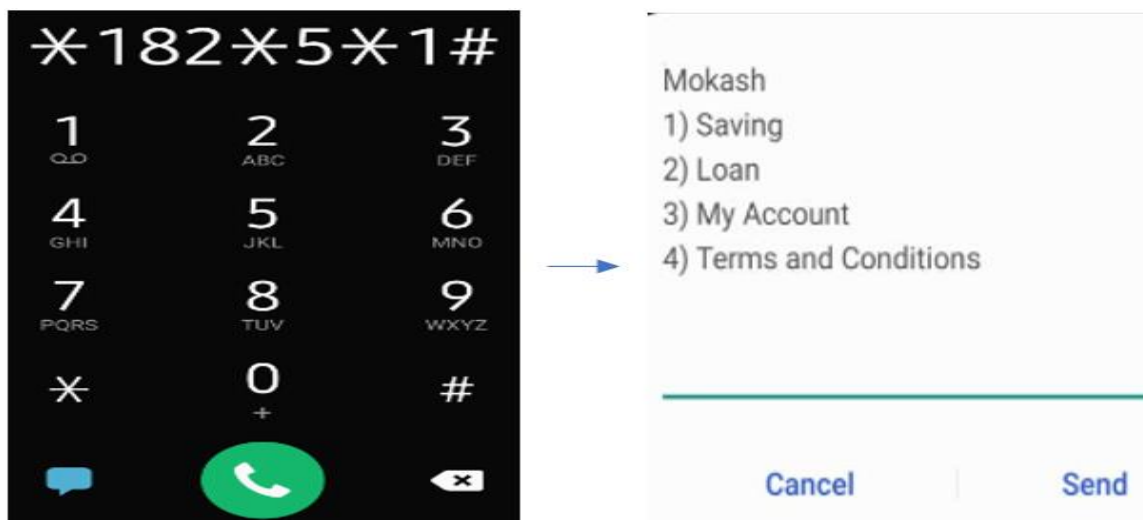 *182*5*1#
1 2 3
ABC DEF
4 5 6
GHI JKL MNO
7 8 9
PQRS TUV WXYZ
* 0 #
+
Mokash
1) Saving
2) Loan
3) My Account
4) Terms and Conditions
Cancel Send